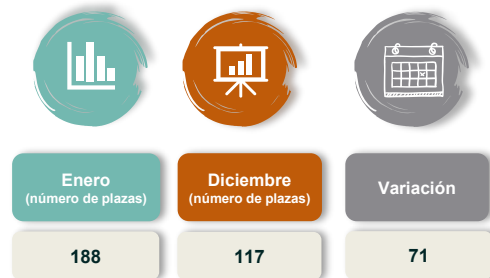 Enero
(número de plazas)
Diciembre
(número de plazas)
Variación
188
117
71